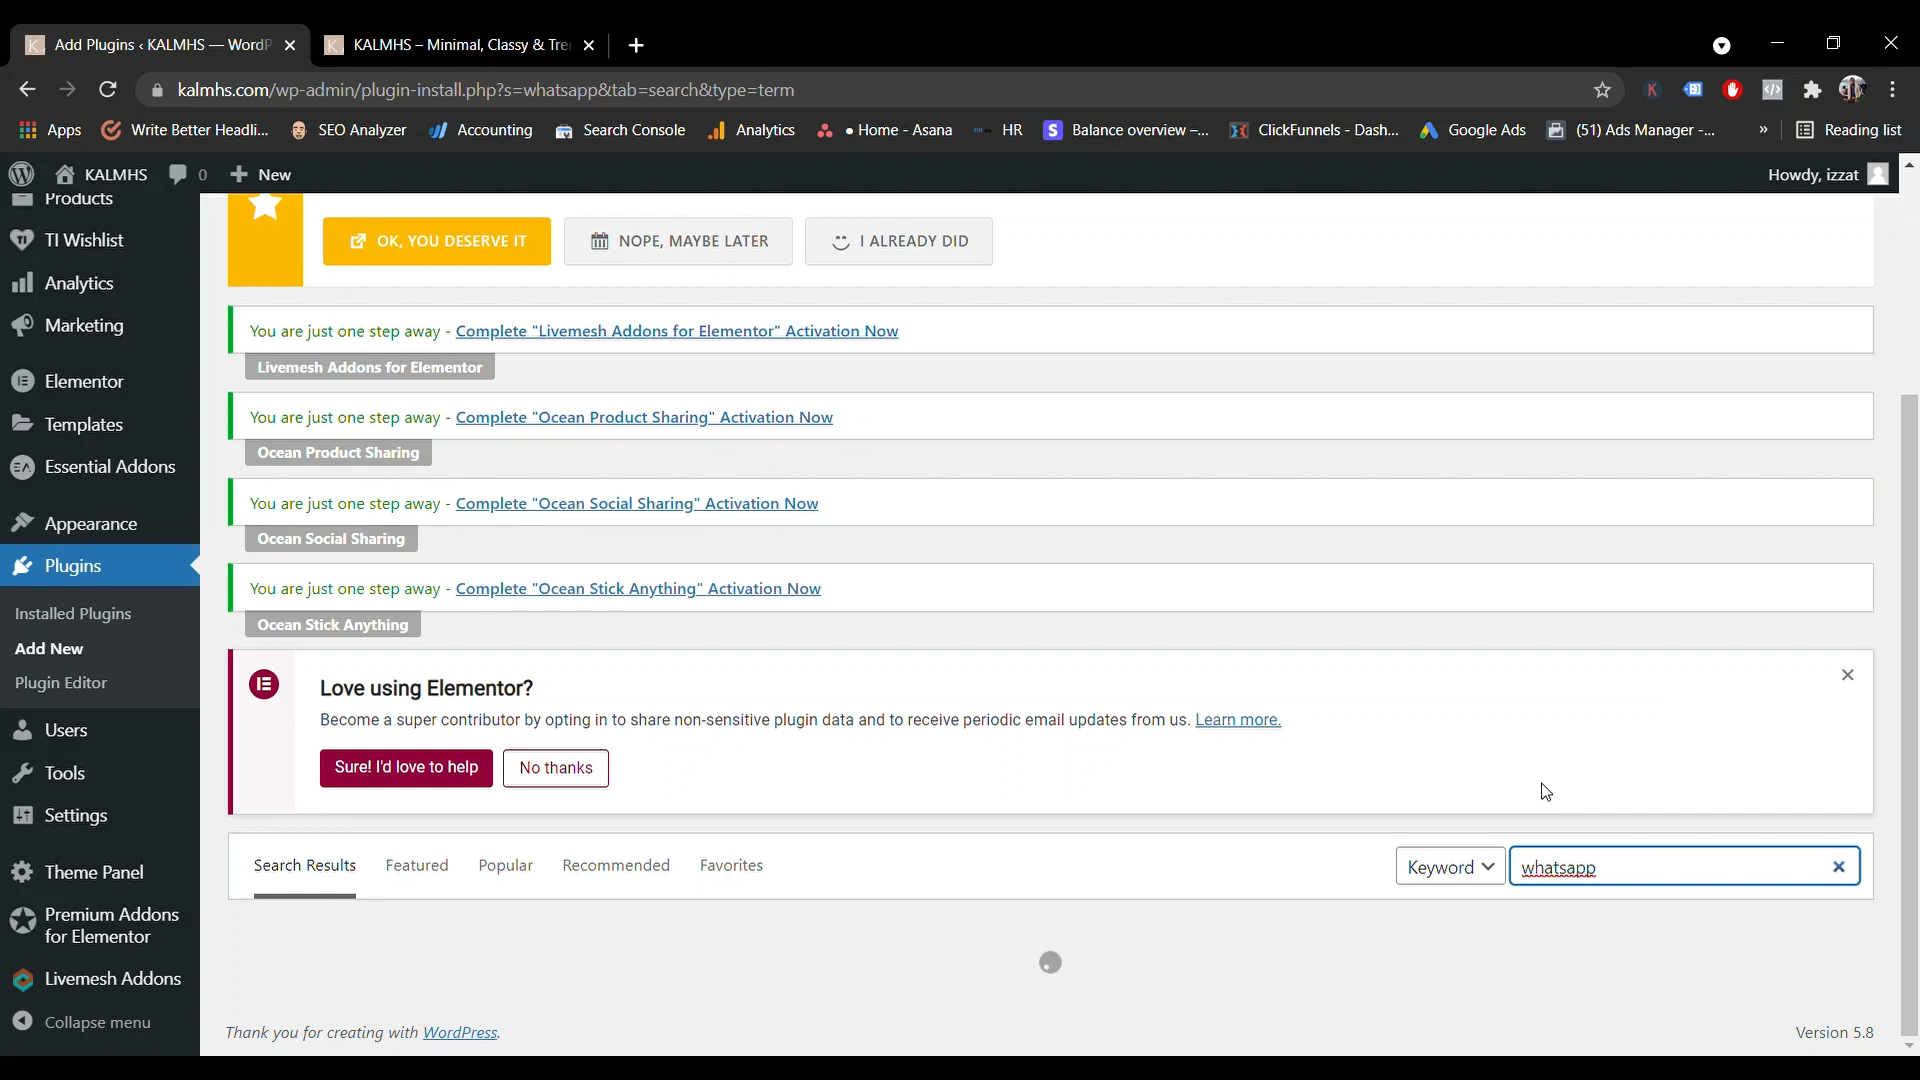 Add Plugins ‹ KALMHS — WordP
KALMHS – Minimal, Classy & Tre
kalmhs.com/wp-admin/plugin-install.php?s=whatsapp&tab=search&type=term
Apps
Write Better Headli...
SEO Analyzer
Accounting
Search Console
Analytics
• Home - Asana
HR
Balance overview –...
ClickFunnels - Dash...
Google Ads
(51) Ads Manager -...
»
Reading list
KALMHS
0
New
Howdy, izzat
Products
TI Wishlist
Analytics
Marketing
Elementor
Templates
Essential Addons
Appearance
Plugins
Installed Plugins
Add New
Plugin Editor
Users
Tools
Settings
Theme Panel
Premium Addons
for Elementor
Livemesh Addons
Collapse menu
OK, YOU DESERVE IT
NOPE, MAYBE LATER
I ALREADY DID
You are just one step away - Complete "Livemesh Addons for Elementor" Activation Now
Livemesh Addons for Elementor
You are just one step away - Complete "Ocean Product Sharing" Activation Now
Ocean Product Sharing
You are just one step away - Complete "Ocean Social Sharing" Activation Now
Ocean Social Sharing
You are just one step away - Complete "Ocean Stick Anything" Activation Now
Ocean Stick Anything
Love using Elementor?
Become a super contributor by opting in to share non-sensitive plugin data and to receive periodic email updates from us. Learn more.
Sure! I'd love to help
No thanks
Search Results
Featured
Popular
Recommended
Favorites
Keyword
whatsapp
Thank you for creating with WordPress.
Version 5.8